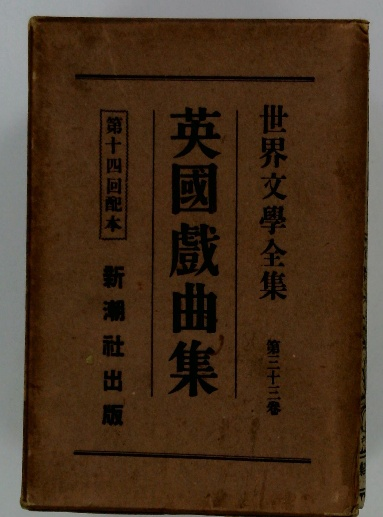 世界文學全集 第三十三卷
英國戲曲集
第十四回配本
新潮社出版